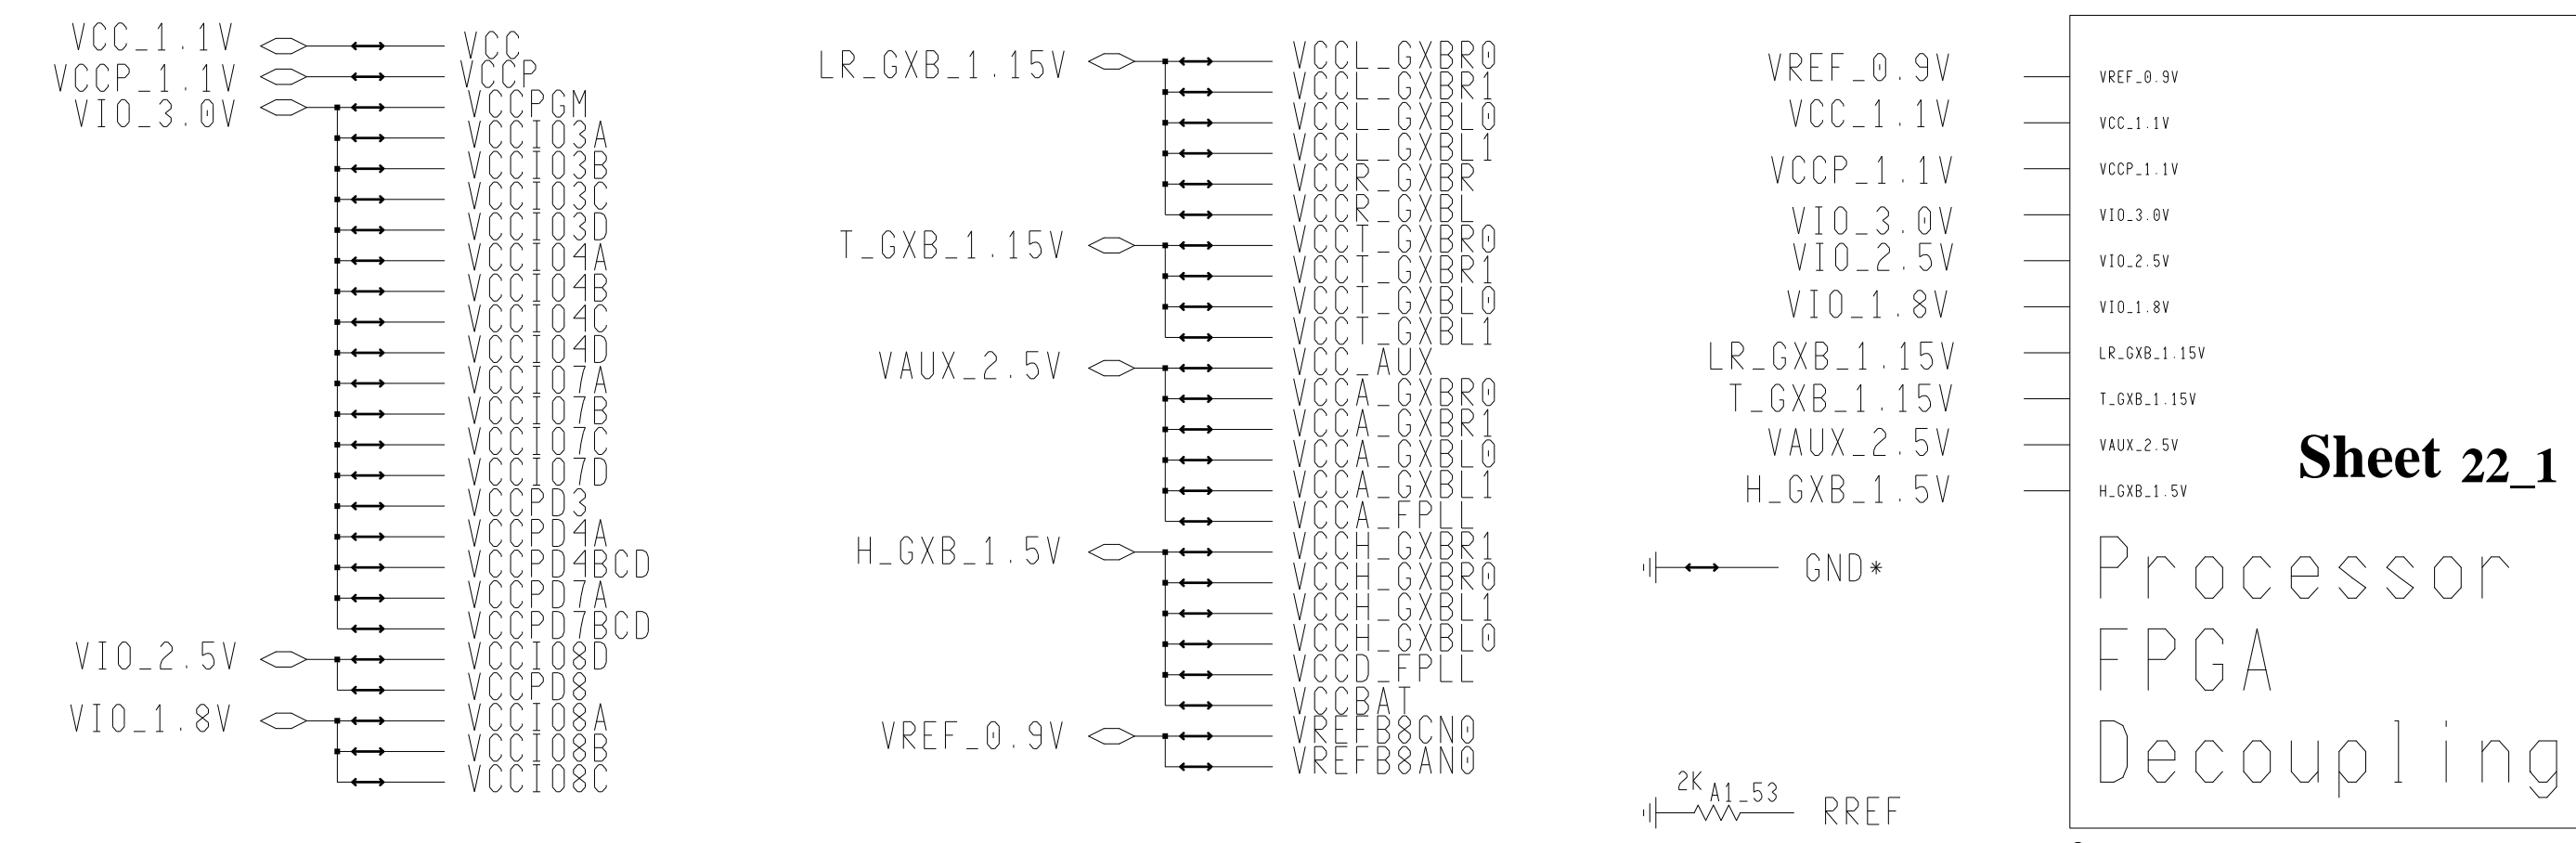 VCC_1.1V
VCCP_1.1V
VIO_3.0V
VIO_2.5V
VIO_1.8V
VCC
VCCP
VCCPGM
VCCIO3A
VCCIO3B
VCCIO3C
VCCIO3D
VCCIO4A
VCCIO4B
VCCIO4C
VCCIO4D
VCCIO7A
VCCIO7B
VCCIO7C
VCCIO7D
VCCPD3
VCCPD4A
VCCPD4BCD
VCCPD7A
VCCPD7BCD
VCCIO8D
VCCPD8
VCCIO8A
VCCIO8B
VCCIO8C
LR_GXB_1.15V
T_GXB_1.15V
VAUX_2.5V
H_GXB_1.5V
VREF_0.9V
VCCL_GXBR0
VCCL_GXBR1
VCCL_GXBL0
VCCL_GXBL1
VCCR_GXBR
VCCR_GXBL
VCCT_GXBR0
VCCT_GXBR1
VCCT_GXBL0
VCCT_GXBL1
VCC_AUX
VCCA_GXBR0
VCCA_GXBR1
VCCA_GXBL0
VCCA_GXBL1
VCCA_FPLL
VCCH_GXBR1
VCCH_GXBR0
VCCH_GXBL1
VCCH_GXBL0
VCCD_FPLL
VCCBAT
VREFB8CN0
VREFB8AN0
VREF_0.9V
VCC_1.1V
VCCP_1.1V
VIO_3.0V
VIO_2.5V
VIO_1.8V
LR_GXB_1.15V
T_GXB_1.15V
VAUX_2.5V
H_GXB_1.5V
GND*
2K
A1_53
RREF
VREF_0.9V
VCC_1.1V
VCCP_1.1V
VIO_3.0V
VIO_2.5V
VIO_1.8V
LR_GXB_1.15V
T_GXB_1.15V
VAUX_2.5V
H_GXB_1.5V
Sheet 22_1
Processor
FPGA
Decoupling